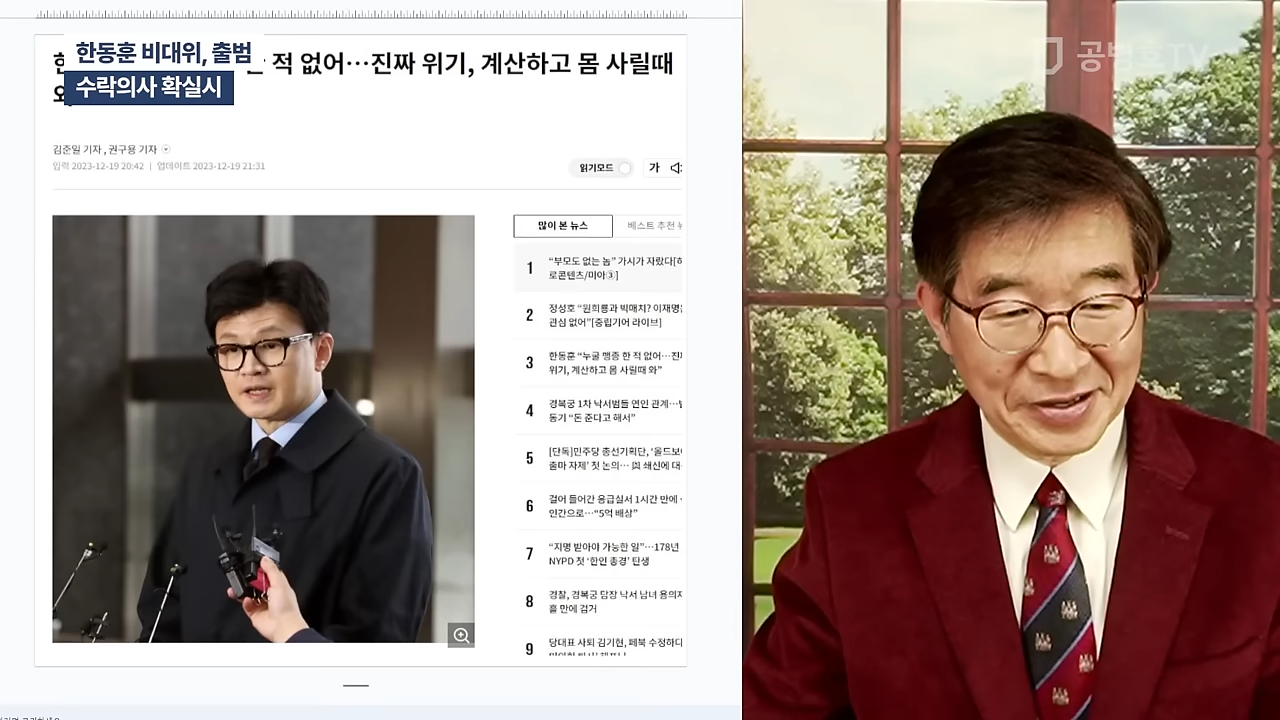 한동훈 비대위, 출범
수락의사 확실시
적 없어…진짜 위기, 계산하고 몸 사릴때
김준일 기자, 권구용 기자
입력 2023-12-19 20:42 | 업데이트 2023-12-19 21:31
읽기모드
가
많이 본 뉴스
베스트 추천
1
“부모도 없는 놈” 가시가 자랐다[히
로콘텐츠/미아③]
2
정성호 “원희룡과 빅매치? 이재명은
관심 없어”[중립기어 라이브]
3
한동훈 “누굴 맹종 한 적 없어…진짜
위기, 계산하고 몸 사릴때 와”
4
경복궁 1차 낙서범들 연인 관계…
동기 “돈 준다고 해서”
5
[단독]민주당 총선기획단, ‘올드보이
출마 자제’ 첫 논의… 與 쇄신에 대
6
걸어 들어간 응급실서 1시간 만에
인간으로…“5억 배상”
7
“지명 받아야 가능한 일”…178년
NYPD 첫 ‘한인 총경’ 탄생
8
경찰, 경복궁 담장 낙서 남녀 용의자
흘 만에 검거
9
당대표 사퇴 김기현, 페북 수정하다
공병호TV